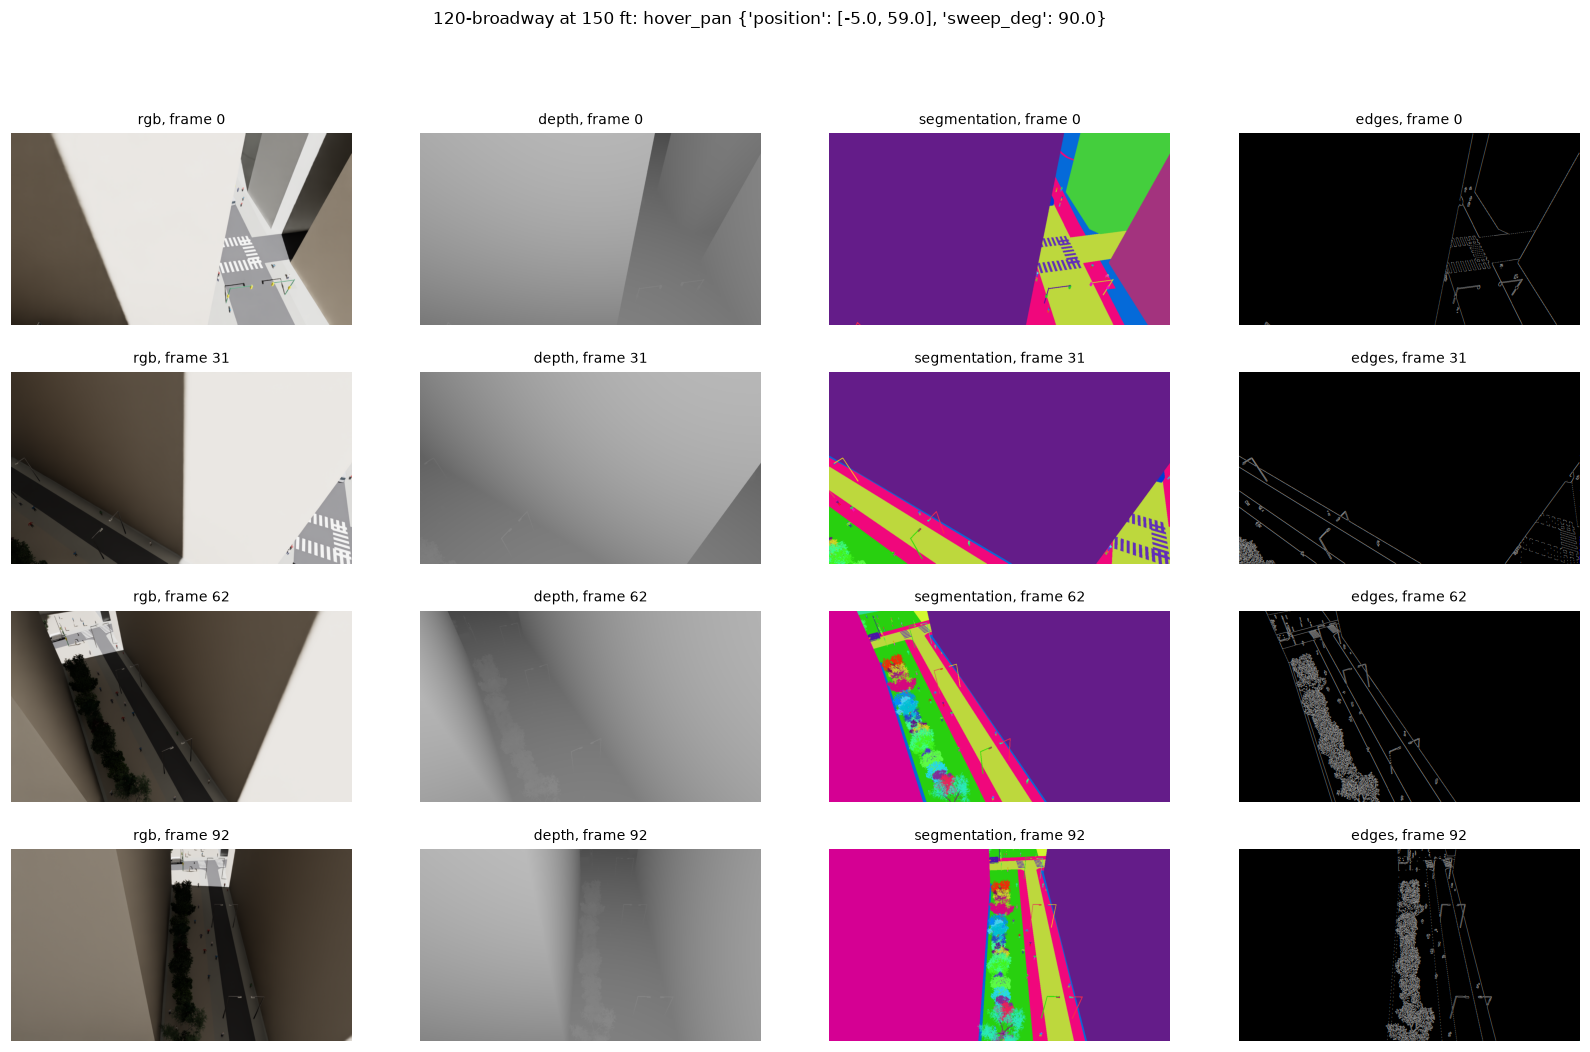 120-broadway at 150 ft: hover_pan {'position': [-5.0, 59.0], 'sweep_deg': 90.0}
rgb, frame 0
depth, frame 0
segmentation, frame 0
edges, frame 0
rgb, frame 31
depth, frame 31
segmentation, frame 31
edges, frame 31
rgb, frame 62
depth, frame 62
segmentation, frame 62
edges, frame 62
rgb, frame 92
depth, frame 92
segmentation, frame 92
edges, frame 92